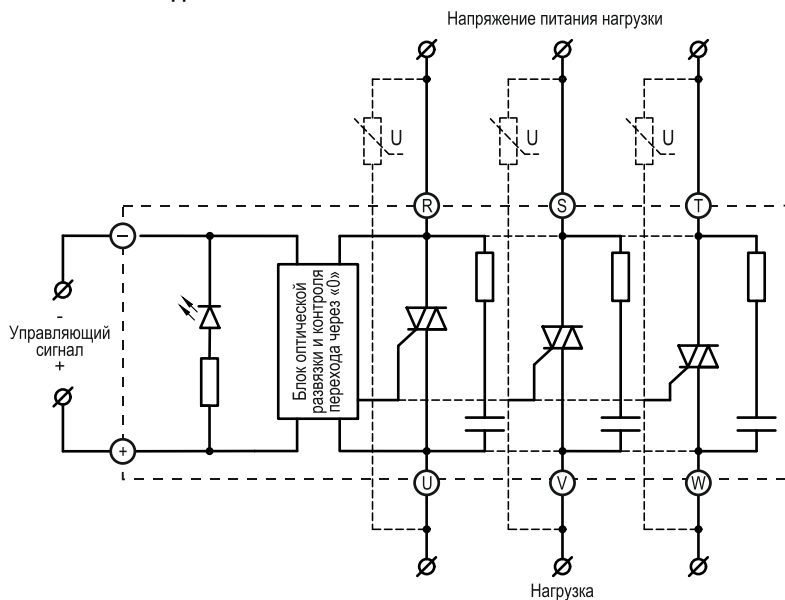 Напряжение питания нагрузки
U
U
U
R
S
T
−
-
Управляющий
сигнал
+
Блок оптической
развязки и контроля
перехода через «0»
+
U
V
W
Нагрузка